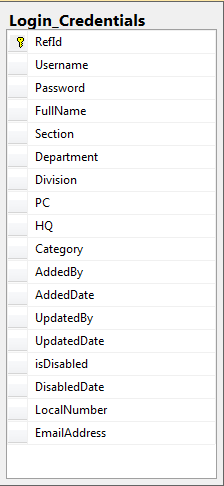 Login_Credentials
RefId
Username
Password
FullName
Section
Department
Division
PC
HQ
Category
AddedBy
AddedDate
UpdatedBy
UpdatedDate
isDisabled
DisabledDate
LocalNumber
EmailAddress